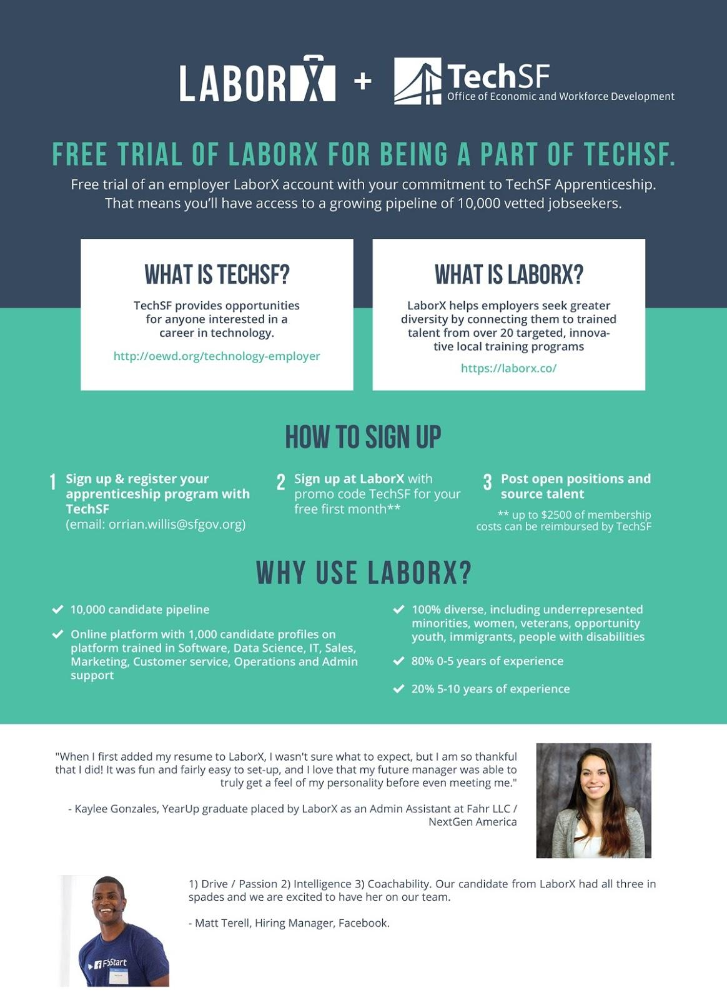 LABORX + TechSF
Office of Economic and Workforce Development
FREE TRIAL OF LABORX FOR BEING A PART OF TECHSF.
Free trial of an employer LaborX account with your commitment to TechSF Apprenticeship.
That means you’ll have access to a growing pipeline of 10,000 vetted jobseekers.
WHAT IS TECHSF?
TechSF provides opportunities
for anyone interested in a
career in technology.
http://oewd.org/technology-employer
WHAT IS LABORX?
LaborX helps employers seek greater
diversity by connecting them to trained
talent from over 20 targeted, innova-
tive local training programs
https://laborx.co/
HOW TO SIGN UP
1 Sign up & register your
apprenticeship program with
TechSF
(email: orrian.willis@sfgov.org)
2 Sign up at LaborX with
promo code TechSF for your
free first month**
3 Post open positions and
source talent
** up to $2500 of membership
costs can be reimbursed by TechSF
WHY USE LABORX?
10,000 candidate pipeline
Online platform with 1,000 candidate profiles on
platform trained in Software, Data Science, IT, Sales,
Marketing, Customer service, Operations and Admin
support
100% diverse, including underrepresented
minorities, women, veterans, opportunity
youth, immigrants, people with disabilities
80% 0-5 years of experience
20% 5-10 years of experience
"When I first added my resume to LaborX, I wasn't sure what to expect, but I am so thankful
that I did! It was fun and fairly easy to set-up, and I love that my future manager was able to
truly get a feel of my personality before even meeting me."
- Kaylee Gonzales, YearUp graduate placed by LaborX as an Admin Assistant at Fahr LLC /
NextGen America
1) Drive / Passion 2) Intelligence 3) Coachability. Our candidate from LaborX had all three in
spades and we are excited to have her on our team.
- Matt Terell, Hiring Manager, Facebook.